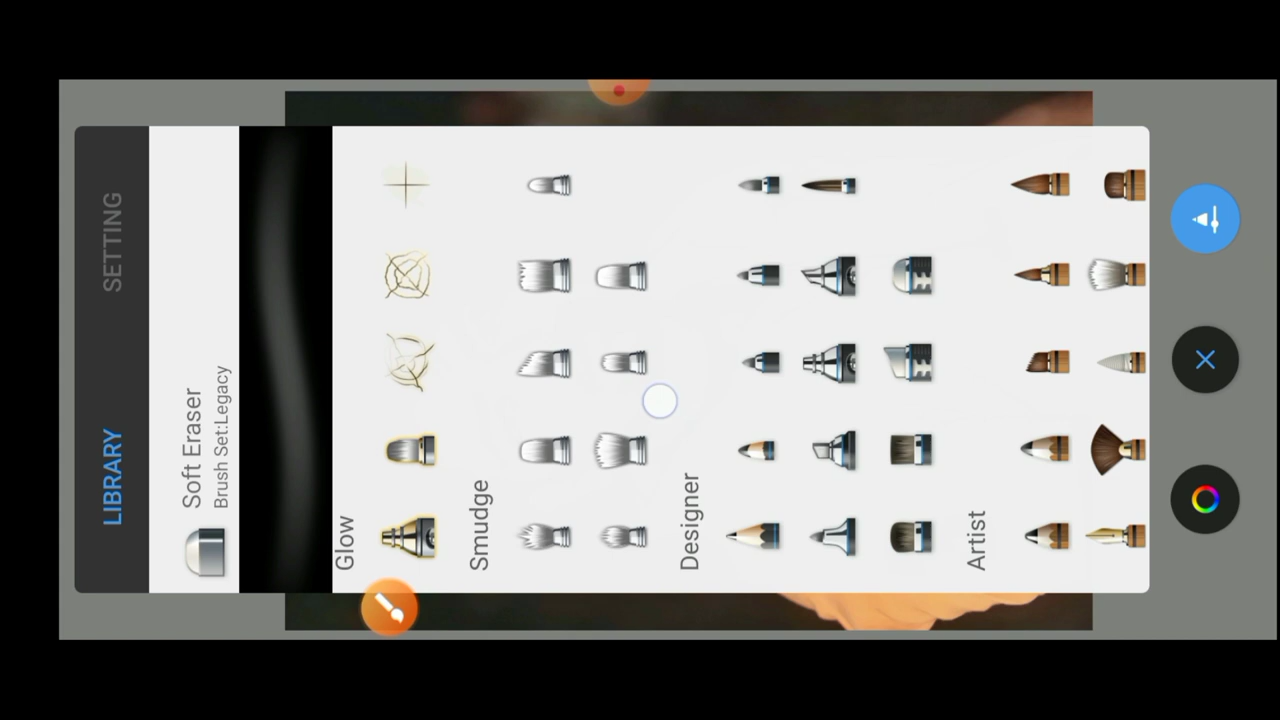 LIBRARY
SETTING
Soft Eraser
Brush Set:Legacy
Glow
Smudge
Designer
Artist